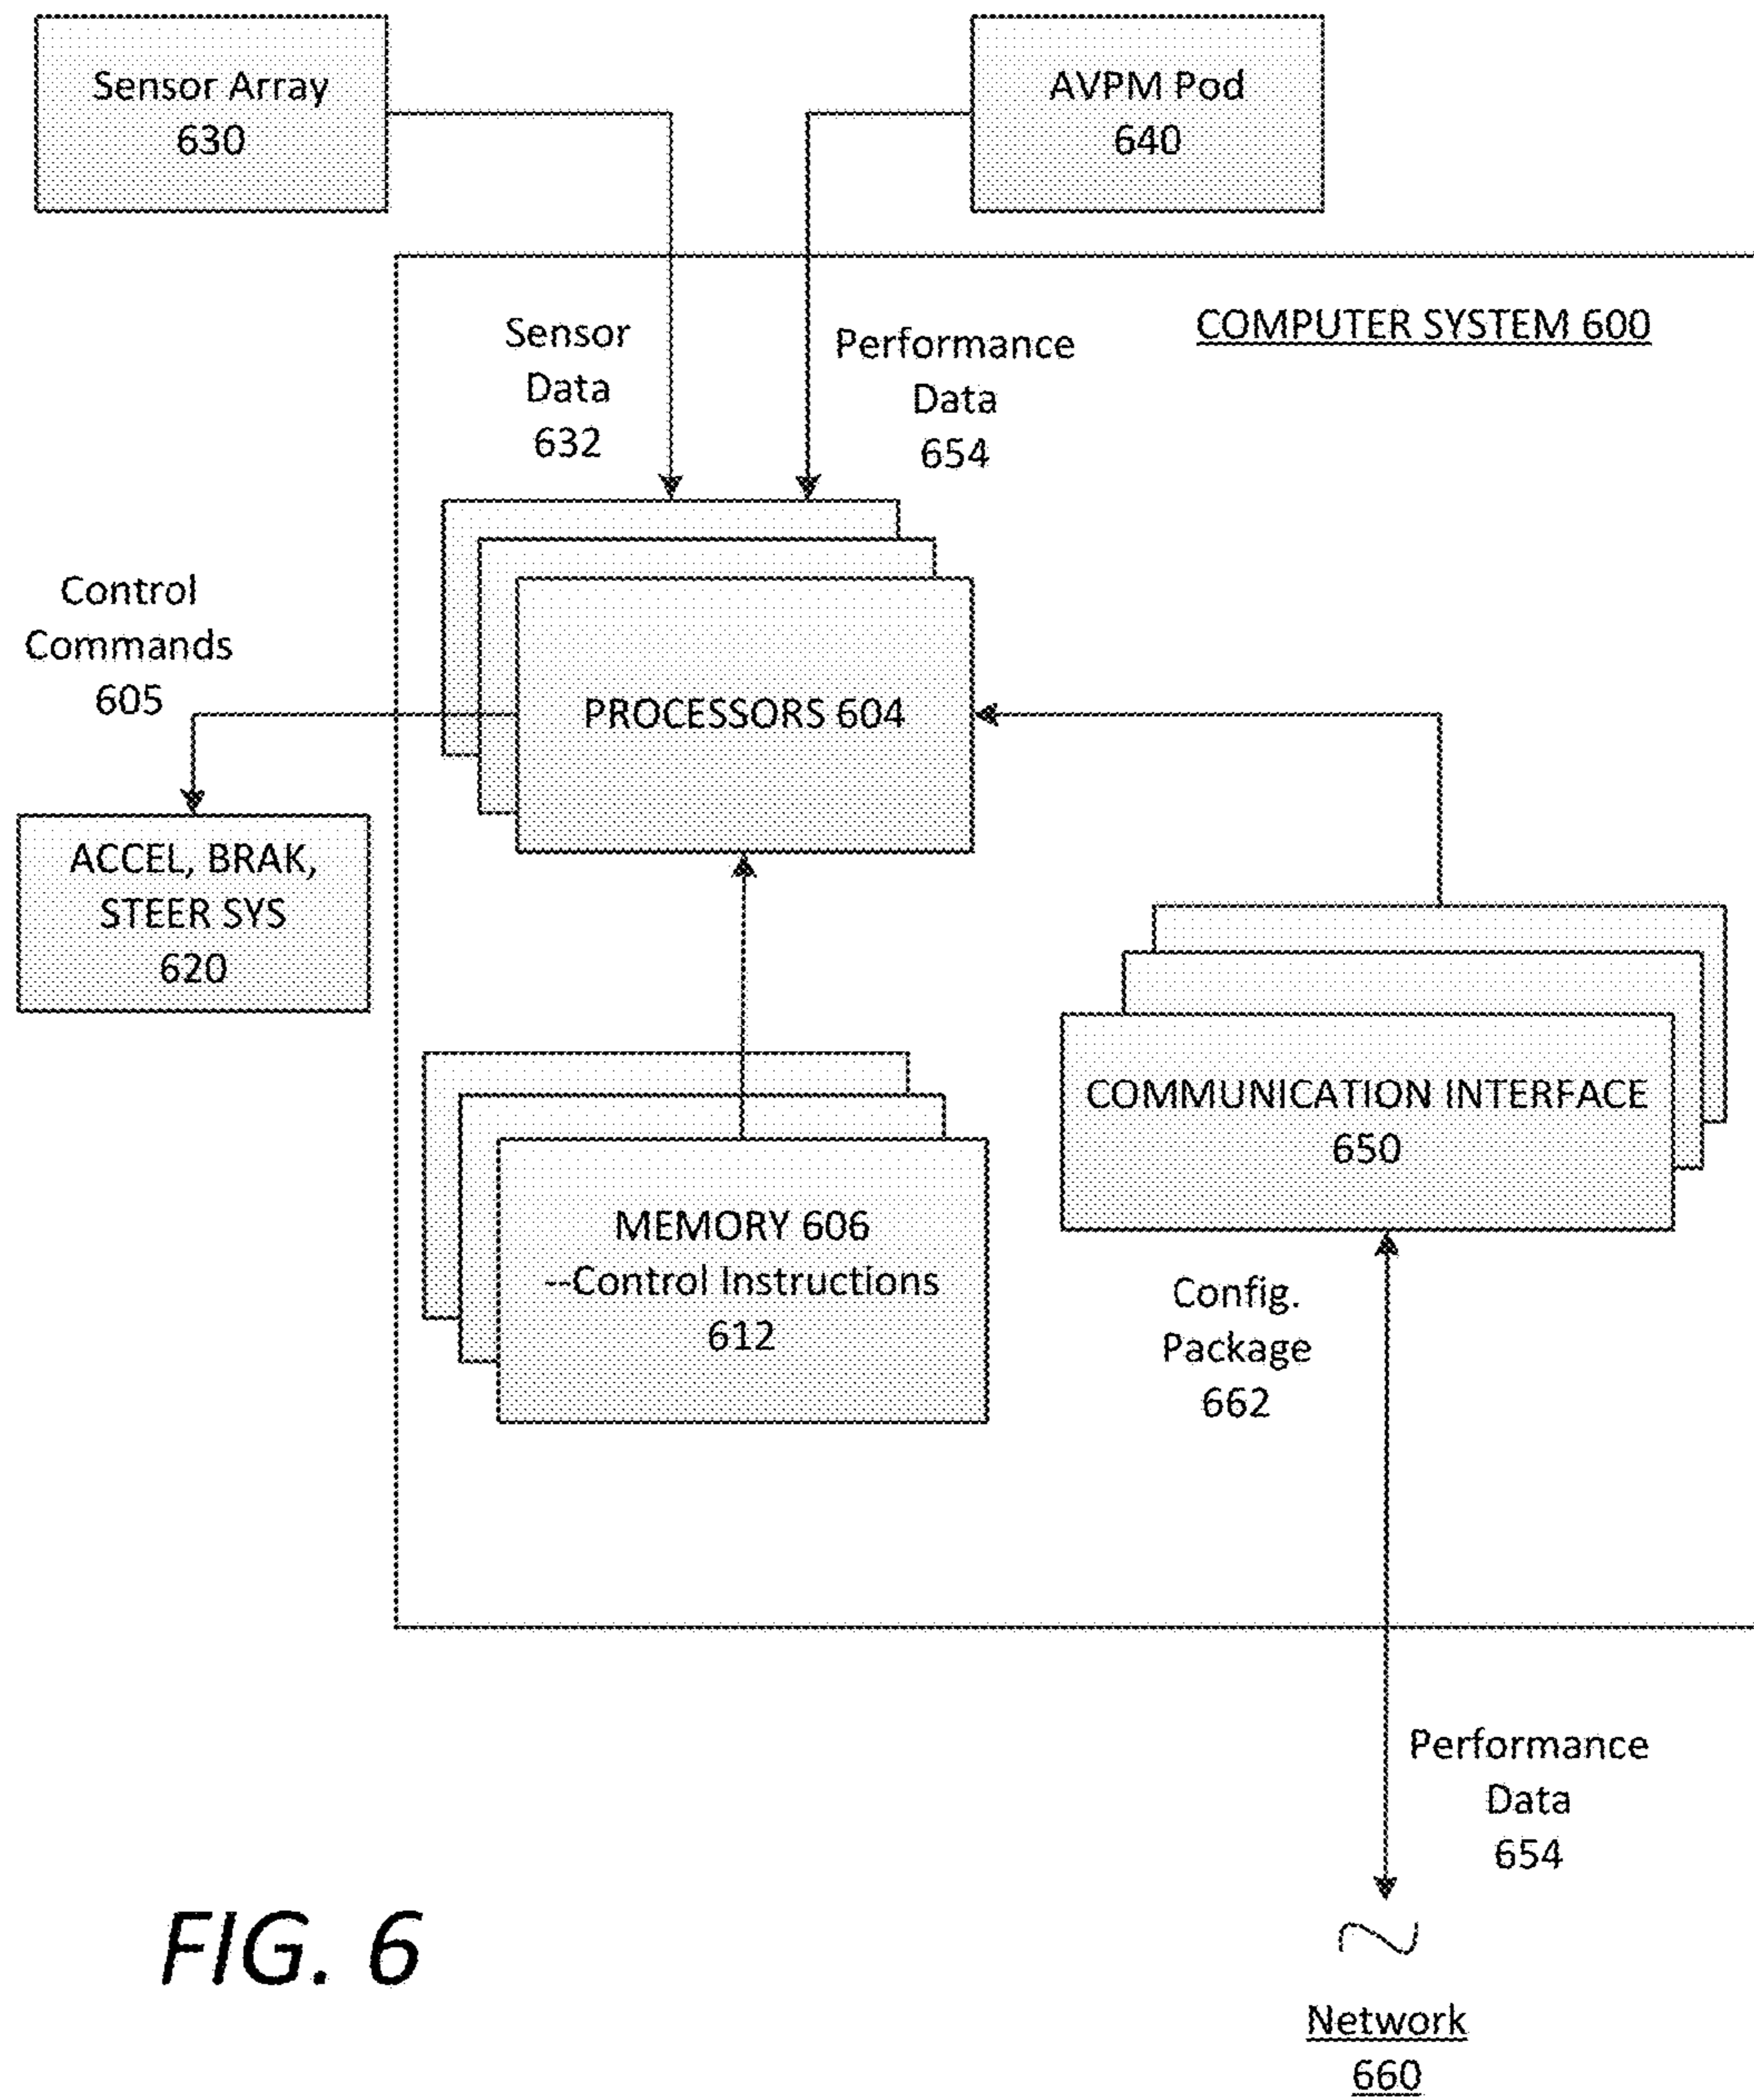 Sensor Array
630
AVPM Pod
640
COMPUTER SYSTEM 600
Sensor
Data
632
Performance
Data
654
Control
Commands
605
PROCESSORS 604
ACCEL, BRAK,
STEER SYS
620
COMMUNICATION INTERFACE
650
MEMORY 606
--Control Instructions
612
Config.
Package
662
Performance
Data
654
FIG. 6
Network
660